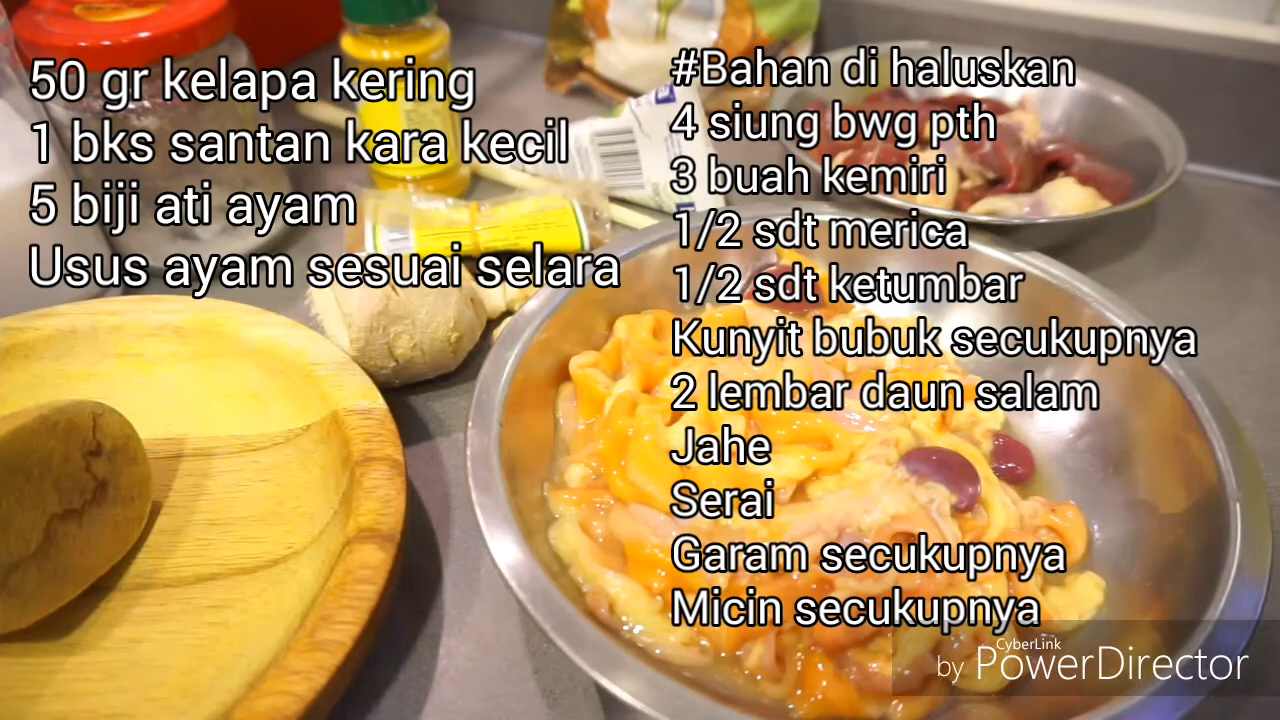 50 gr kelapa kering
1 bks santan kara kecil
5 biji ati ayam
Usus ayam sesuai selara
#Bahan di haluskan
4 siung bwg pth
3 buah kemiri
1/2 sdt merica
1/2 sdt ketumbar
Kunyit bubuk secukupnya
2 lembar daun salam
Jahe
Serai
Garam secukupnya
Micin secukupnya
CyberLink
by PowerDirector